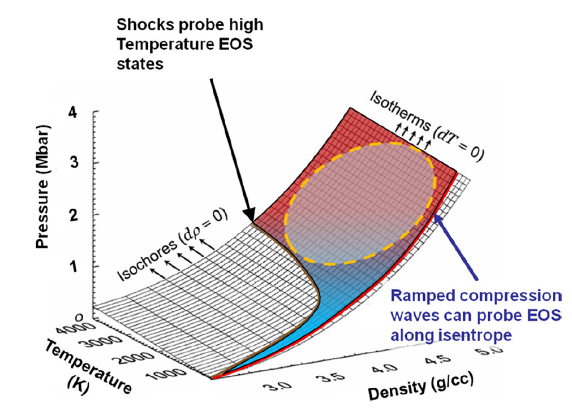 Shocks probe high
Temperature EOS
states
Isotherms (dT = 0)
4
3
2
1
0
Pressure (Mbar)
Isochores (dρ = 0)
Ramped compression
waves can probe EOS
along isentrope
4000
3000
2000
1000
Temperature
(K)
3.0
3.5
4.0
4.5
5.0
Density (g/cc)